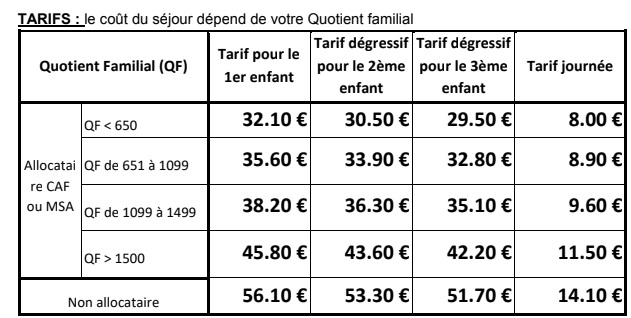 TARIFS : le coût du séjour dépend de votre Quotient familial
Quotient Familial (QF) Tarif pour le 1er enfant Tarif dégressif pour le 2ème enfant Tarif dégressif pour le 3ème enfant Tarif journée
Allocatai re CAF ou MSA
QF < 650 32.10 € 30.50 € 29.50 € 8.00 €
QF de 651 à 1099 35.60 € 33.90 € 32.80 € 8.90 €
QF de 1099 à 1499 38.20 € 36.30 € 35.10 € 9.60 €
QF > 1500 45.80 € 43.60 € 42.20 € 11.50 €
Non allocataire 56.10 € 53.30 € 51.70 € 14.10 €